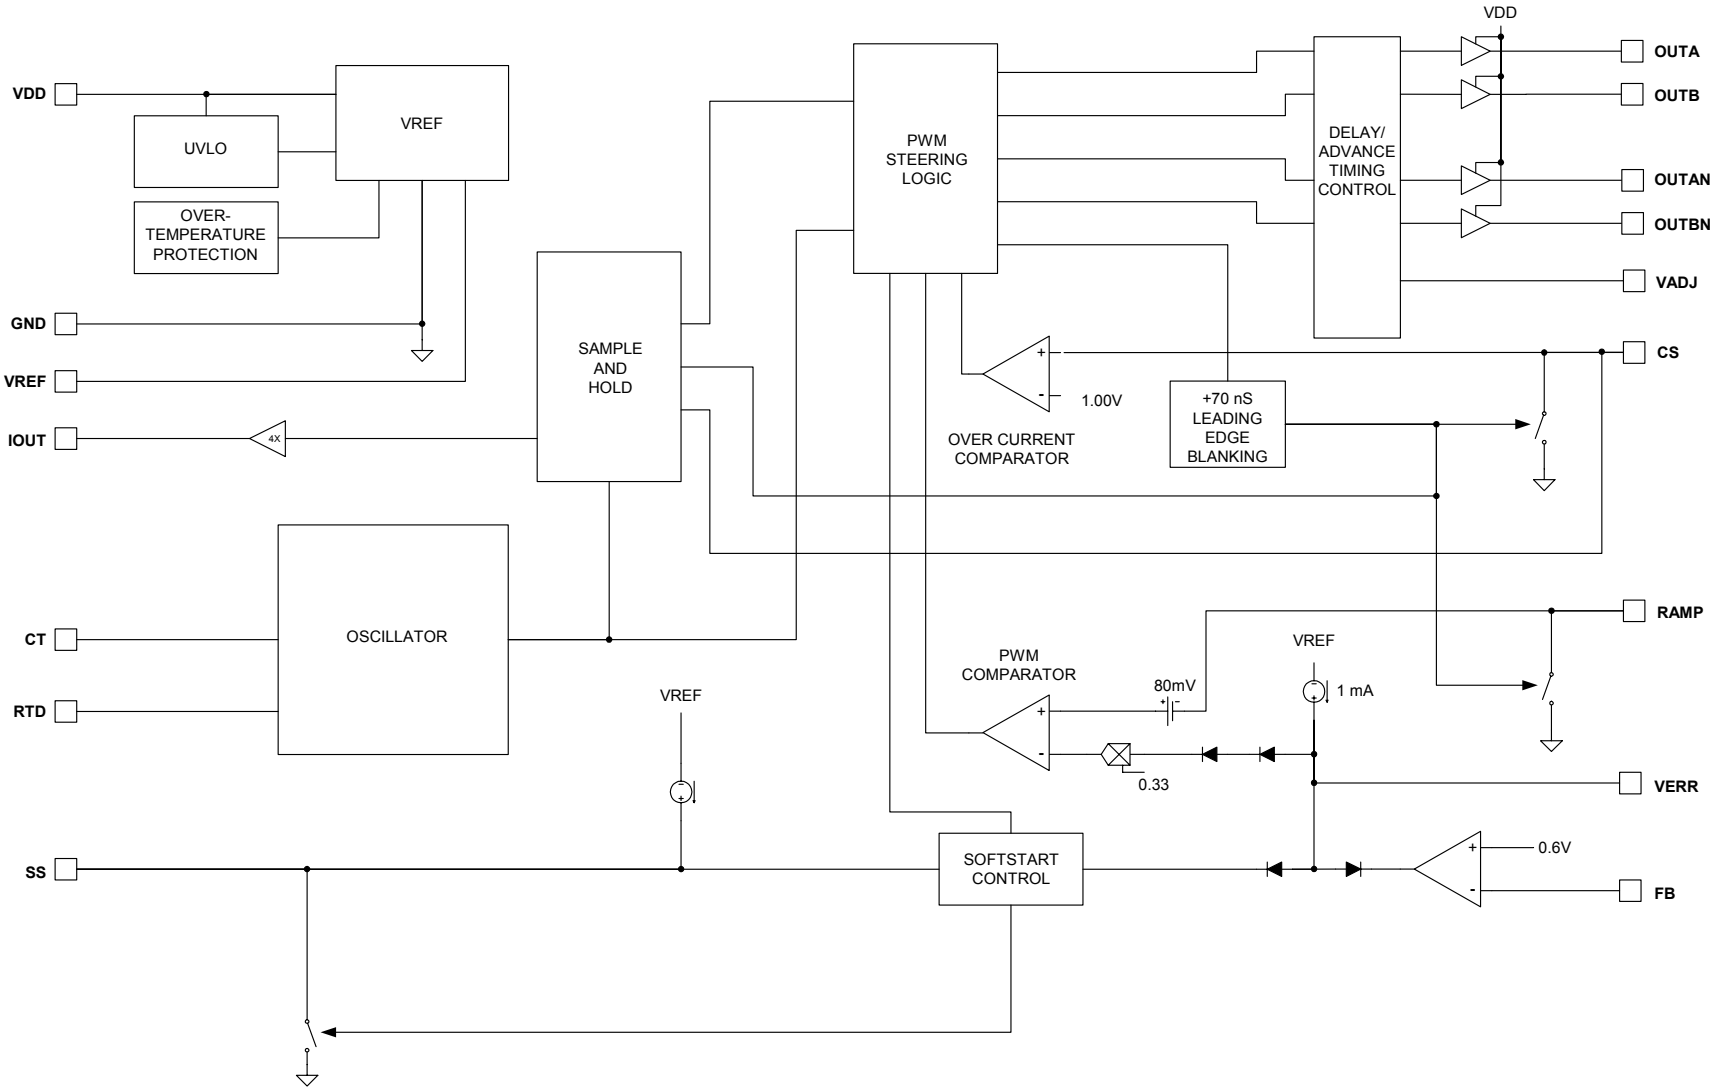 VDD
OUTA
VDD
VREF
OUTB
UVLO
PWM
STEERING
LOGIC
DELAY/
ADVANCE
TIMING
CONTROL
OUTAN
OVER-
TEMPERATURE
PROTECTION
OUTBN
VADJ
GND
SAMPLE
AND
HOLD
+
-
1.00V
CS
VREF
+70 nS
LEADING
EDGE
BLANKING
IOUT
4X
OVER CURRENT
COMPARATOR
RAMP
CT
OSCILLATOR
VREF
PWM
COMPARATOR
VREF
80mV
+
-
-
+
1 mA
RTD
+
-
0.33
VERR
-
+
SS
SOFTSTART
CONTROL
+
-
0.6V
FB